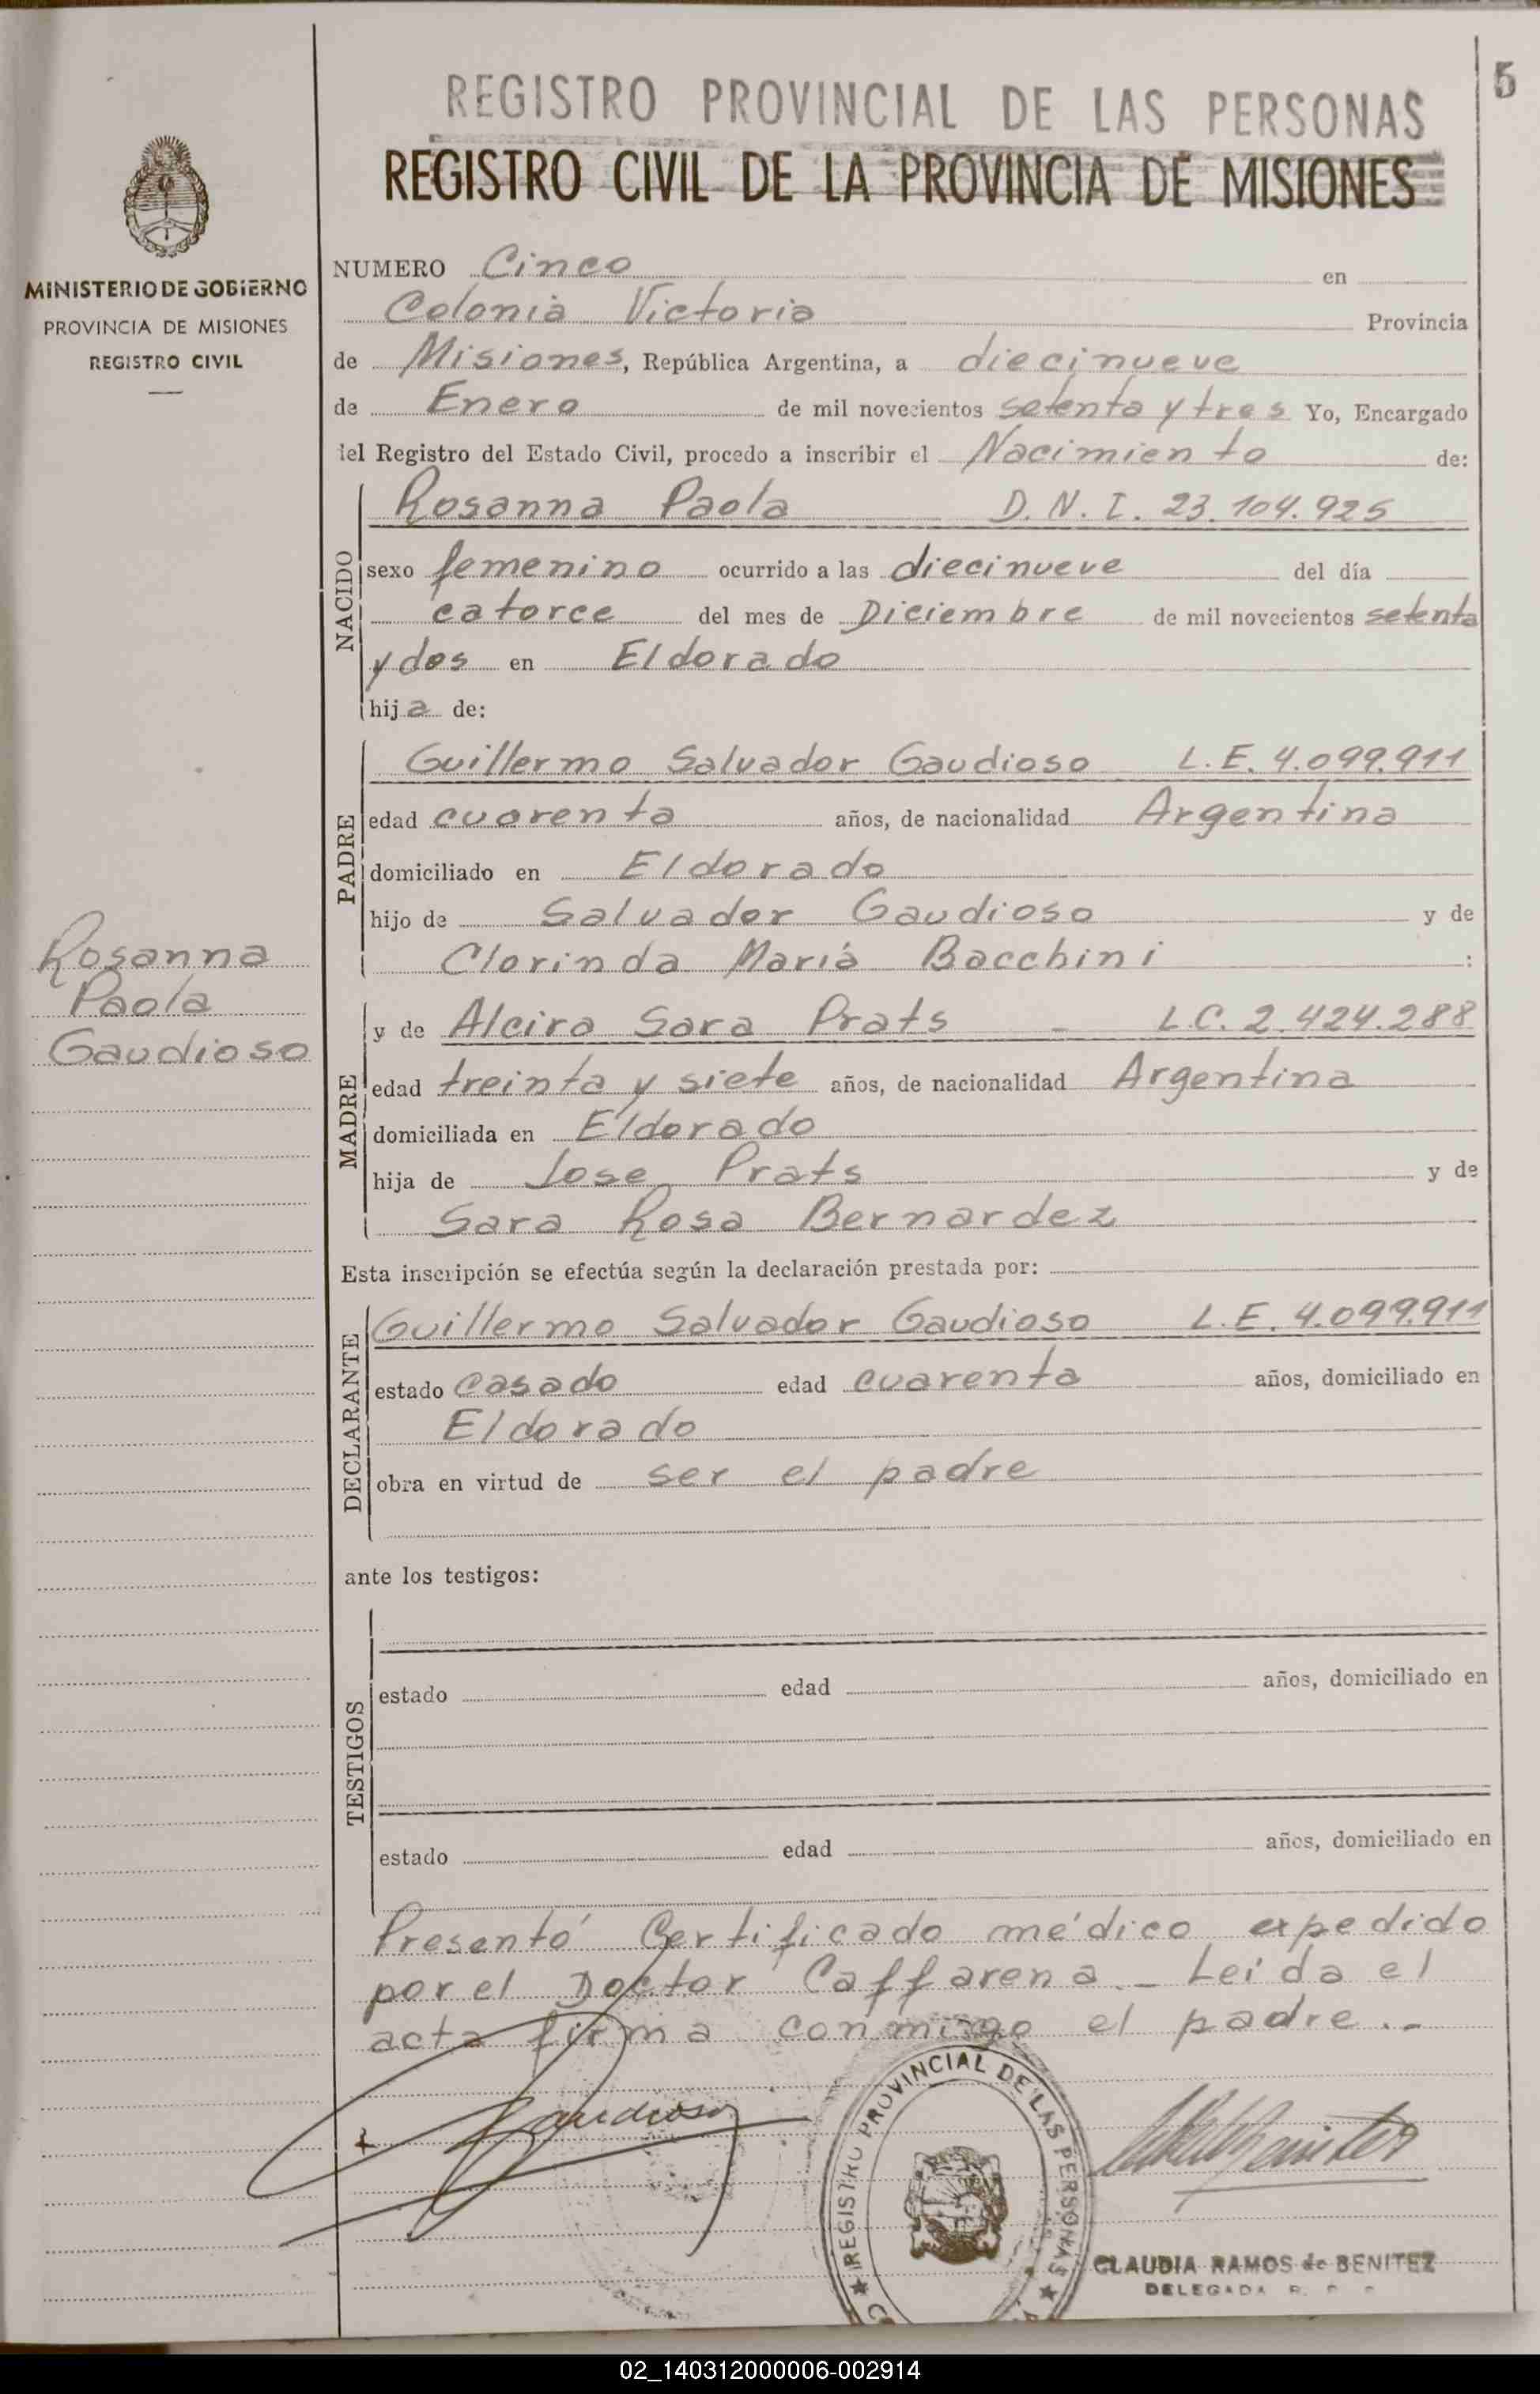 5
REGISTRO PROVINCIAL DE LAS PERSONAS
REGISTRO CIVIL DE LA PROVINCIA DE MISIONES
MINISTERIO DE GOBIERNO
PROVINCIA DE MISIONES
REGISTRO CIVIL
NUMERO Cinco en
Colonia Victoria Provincia
de Misiones, República Argentina, a diecinueve
de Enero de mil novecientos setenta y tres Yo, Encargado
del Registro del Estado Civil, procedo a inscribir el Nacimiento de:
NACIDO
Rosanna Paola D.N.I. 23.104.925
sexo femenino ocurrido a las diecinueve del día
catorce del mes de Diciembre de mil novecientos setenta
y dos en Eldorado
hija de:
PADRE
Guillermo Salvador Gaudioso L.E. 4.099.911
edad cuarenta años, de nacionalidad Argentina
domiciliado en Eldorado
hijo de Salvador Gaudioso y de
Clorinda María Bacchini :
Rosanna
Paola
Gaudioso
MADRE
y de Alcira Sara Prats - L.C. 2.424.288
edad treinta y siete años, de nacionalidad Argentina
domiciliada en Eldorado
hija de Jose Prats y de
Sara Rosa Bernardez
Esta inscripción se efectúa según la declaración prestada por:
DECLARANTE
Guillermo Salvador Gaudioso L.E. 4.099.911
estado casado edad cuarenta años, domiciliado en
Eldorado
obra en virtud de ser el padre
ante los testigos:
TESTIGOS
estado edad años, domiciliado en
estado edad años, domiciliado en
Presentó Certificado médico expedido
por el Doctor Caffarena._ Leída el
acta firma conmigo el padre._
Gaudioso
REGISTRO PROVINCIAL DE LAS PERSONAS
CLAUDIA RAMOS de BENITEZ
DELEGADA R.
02_140312000006-002914